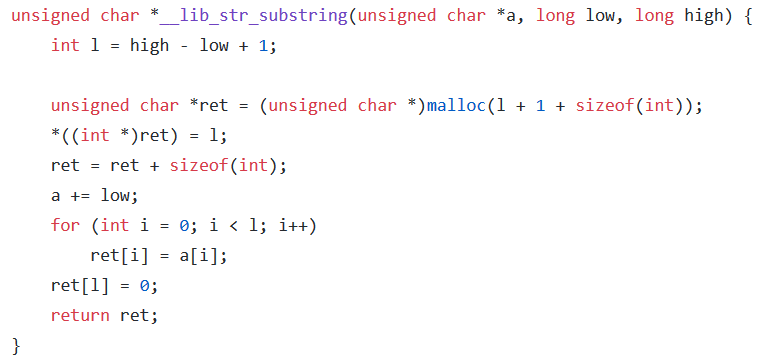 unsigned char *__lib_str_substring(unsigned char *a, long low, long high) {
    int l = high - low + 1;

    unsigned char *ret = (unsigned char *)malloc(l + 1 + sizeof(int));
    *((int *)ret) = l;
    ret = ret + sizeof(int);
    a += low;
    for (int i = 0; i < l; i++)
        ret[i] = a[i];
    ret[l] = 0;
    return ret;
}